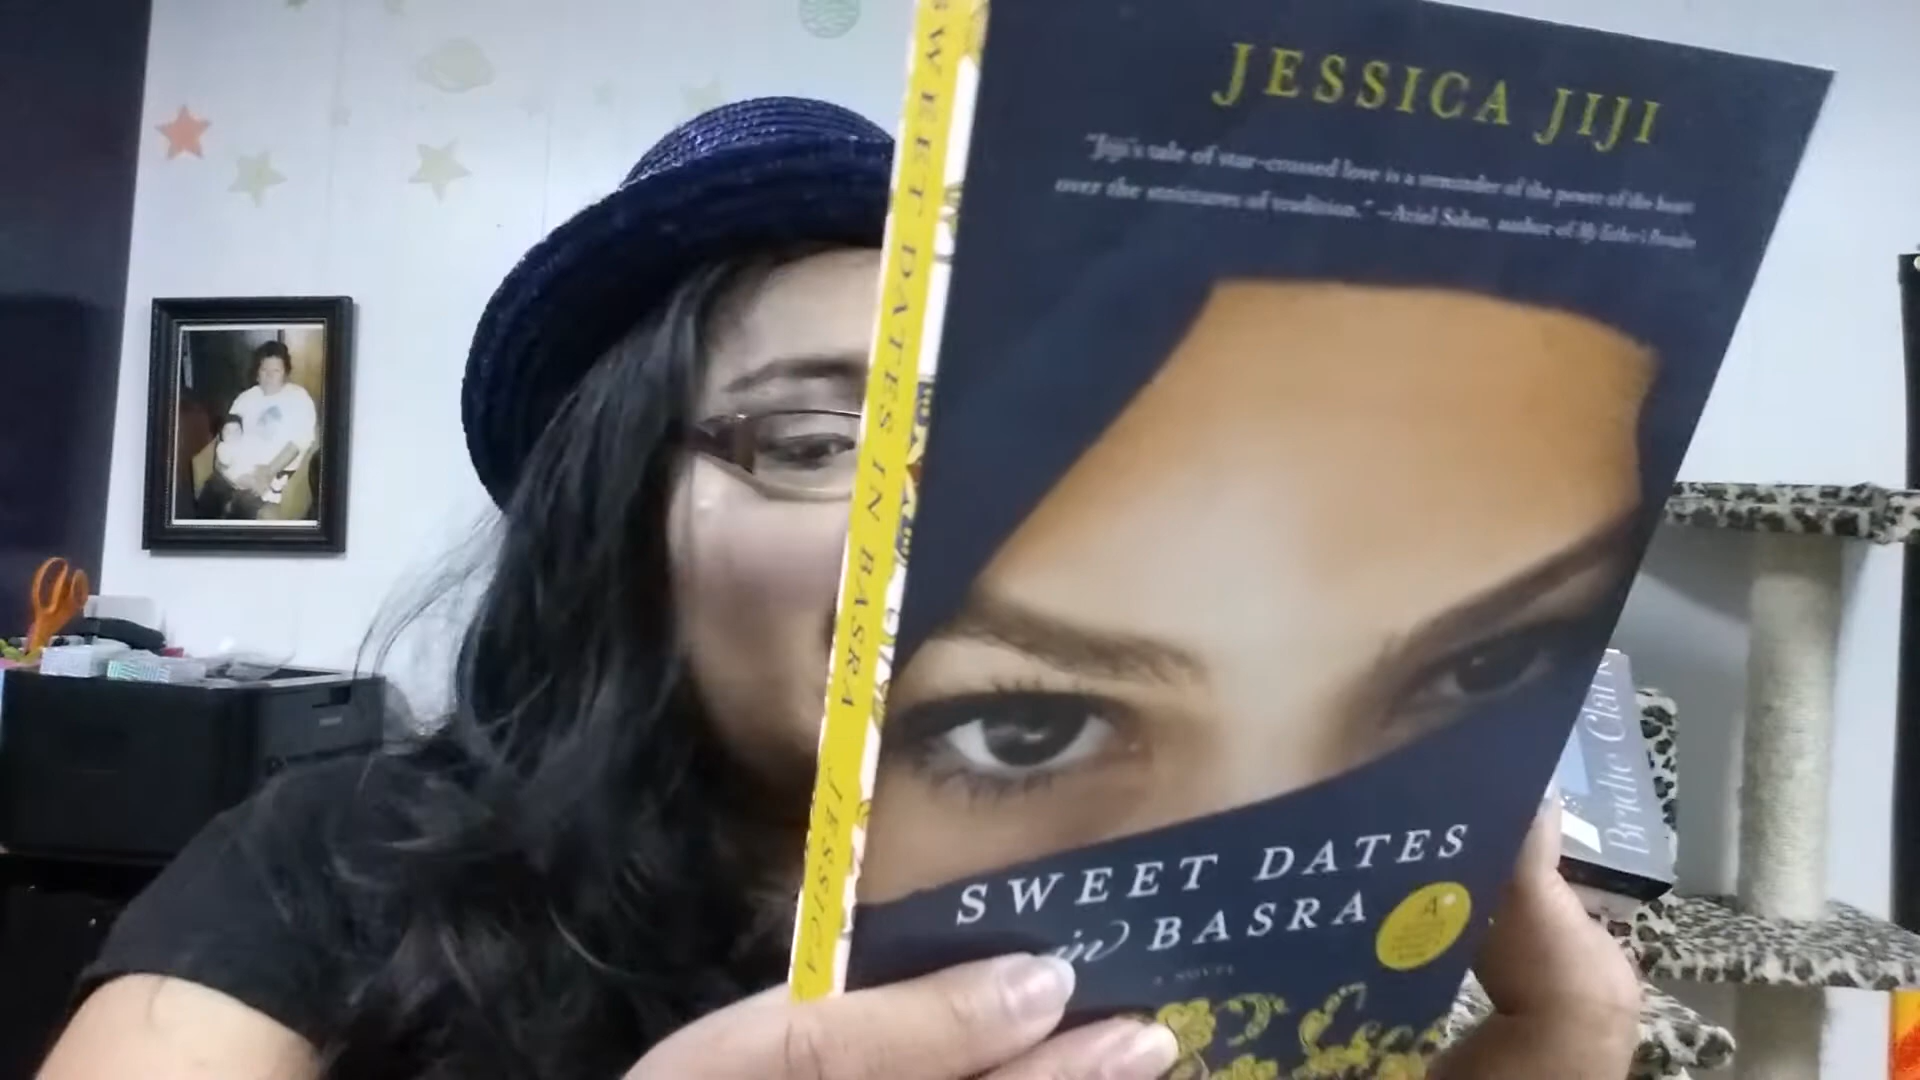 JESSICA JIJI
"Jiji's tale of star-crossed love is a reminder of the power of the heart
over the strictures of tradition." —Ariel Sabar, author of My Father's Paradise
SWEET DATES
in BASRA
A NOVEL
A
SWEET DATES IN BASRA JESSICA
Bridie Clark